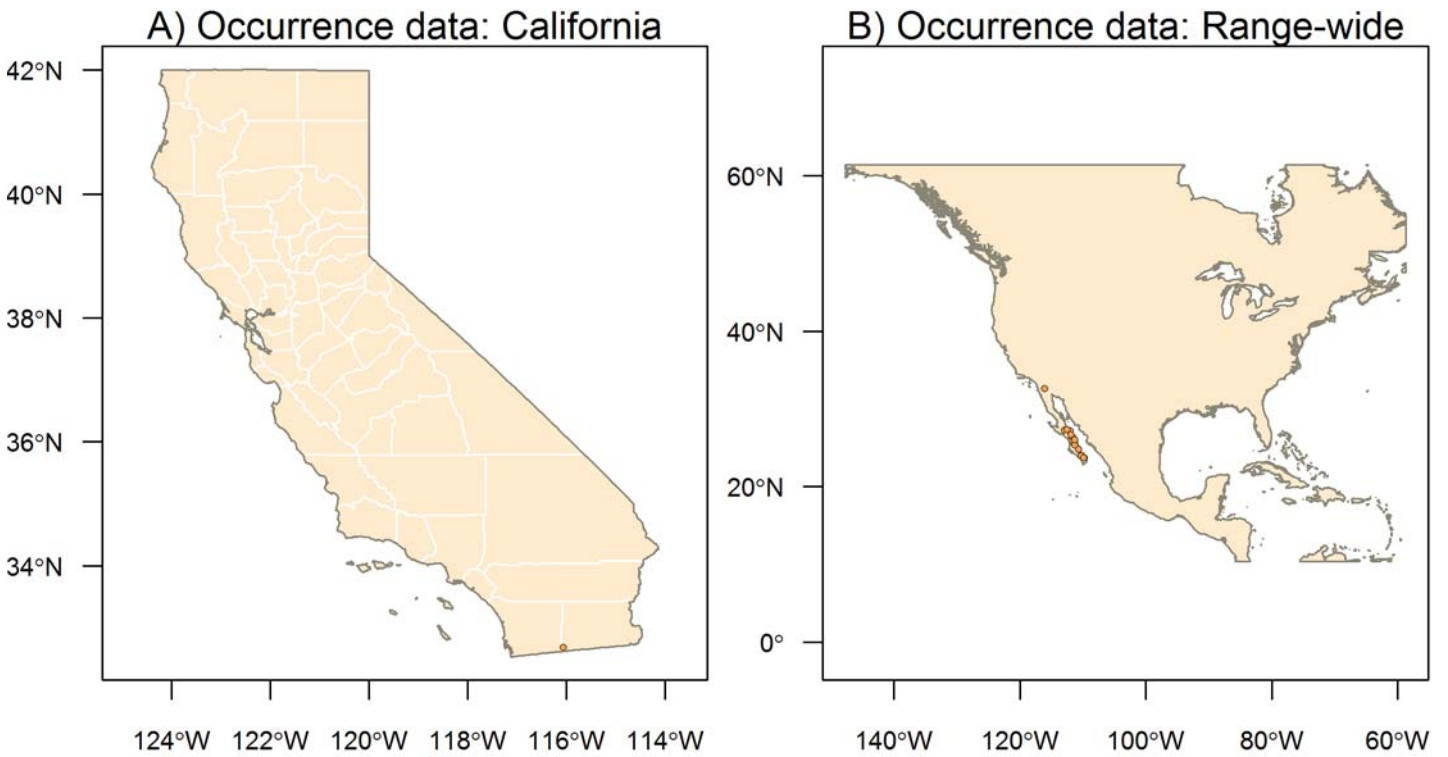 A) Occurrence data: California
42°N
40°N
38°N
36°N
34°N
124°W 122°W 120°W 118°W 116°W 114°W
B) Occurrence data: Range-wide
60°N
40°N
20°N
0°
140°W 120°W 100°W 80°W 60°W